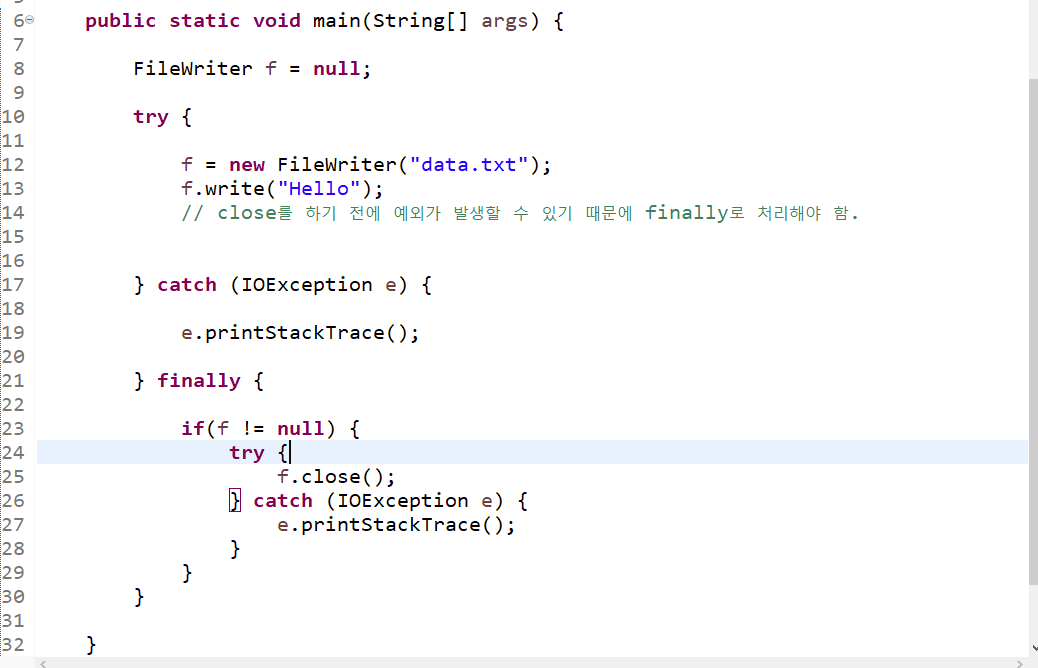 6 public static void main(String[] args) {
7
8 FileWriter f = null;
9
10 try {
11
12 f = new FileWriter("data.txt");
13 f.write("Hello");
14 // close를 하기 전에 예외가 발생할 수 있기 때문에 finally로 처리해야 함.
15
16
17 } catch (IOException e) {
18
19 e.printStackTrace();
20
21 } finally {
22
23 if(f != null) {
24 try {
25 f.close();
26 } catch (IOException e) {
27 e.printStackTrace();
28 }
29 }
30 }
31
32 }